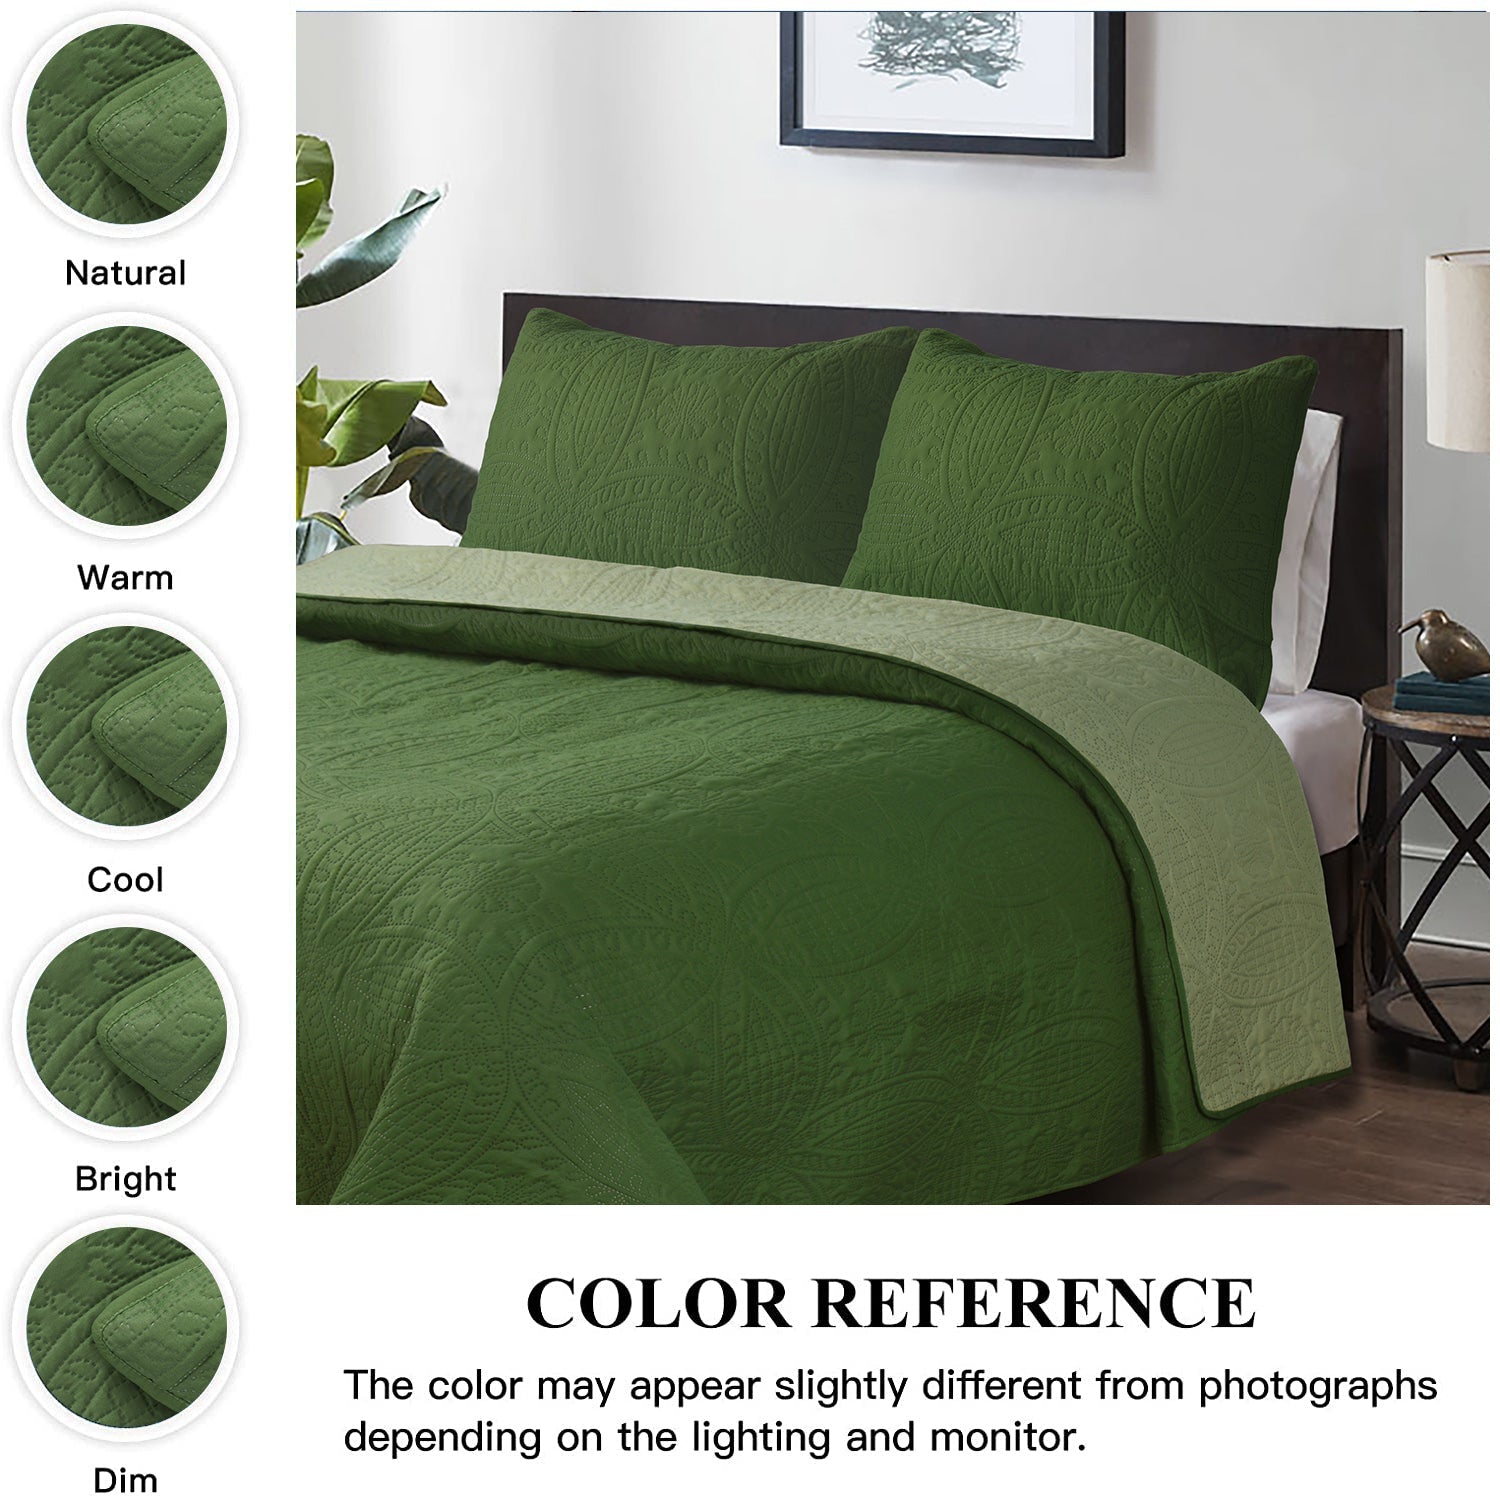 Natural
Warm
Cool
Bright
Dim
COLOR REFERENCE
The color may appear slightly different from photographs
depending on the lighting and monitor.